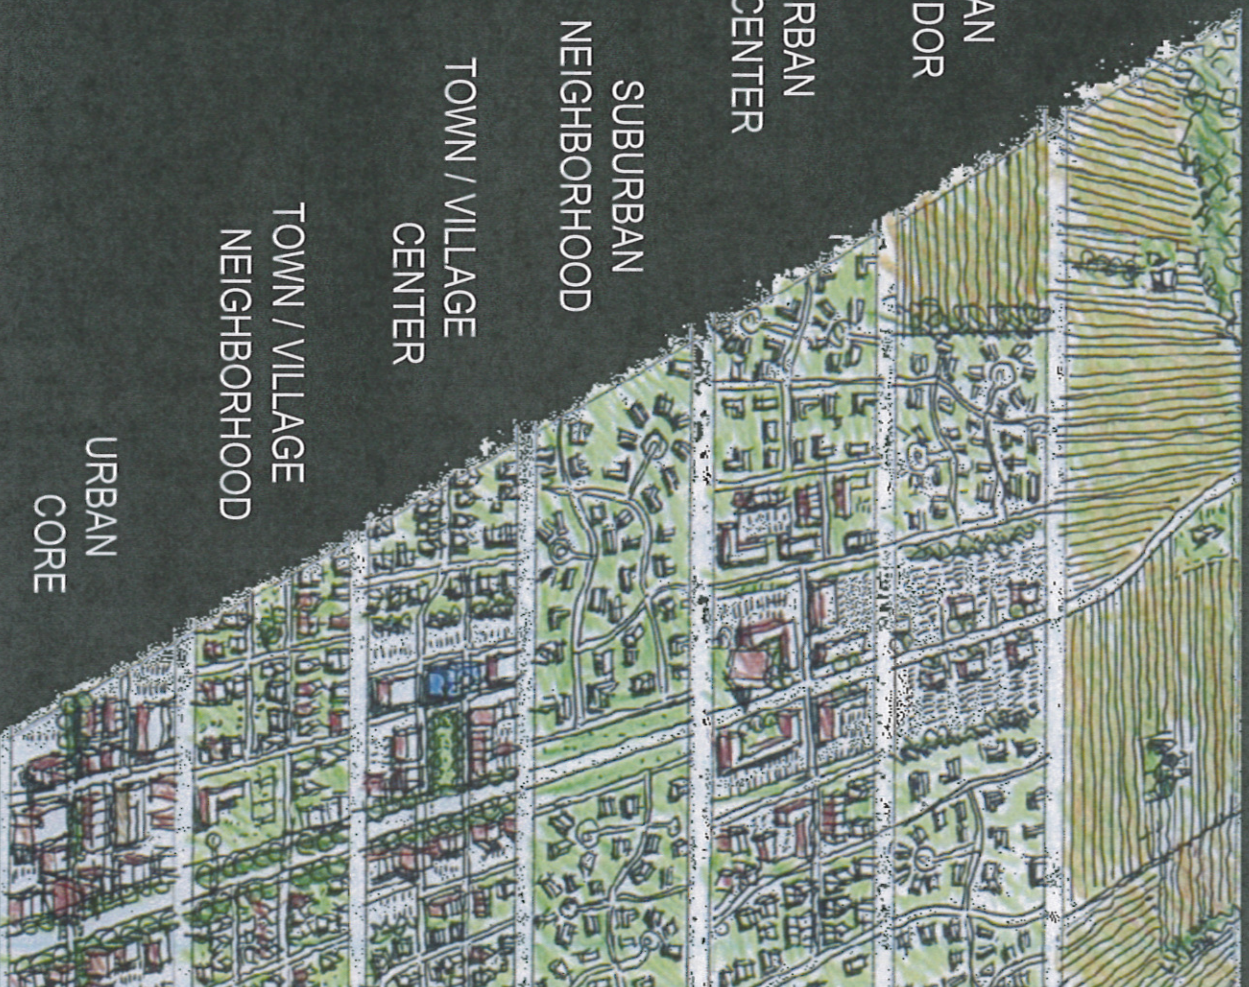 AN
DOR
RBAN
CENTER
SUBURBAN
NEIGHBORHOOD
TOWN / VILLAGE
CENTER
TOWN / VILLAGE
NEIGHBORHOOD
URBAN
CORE